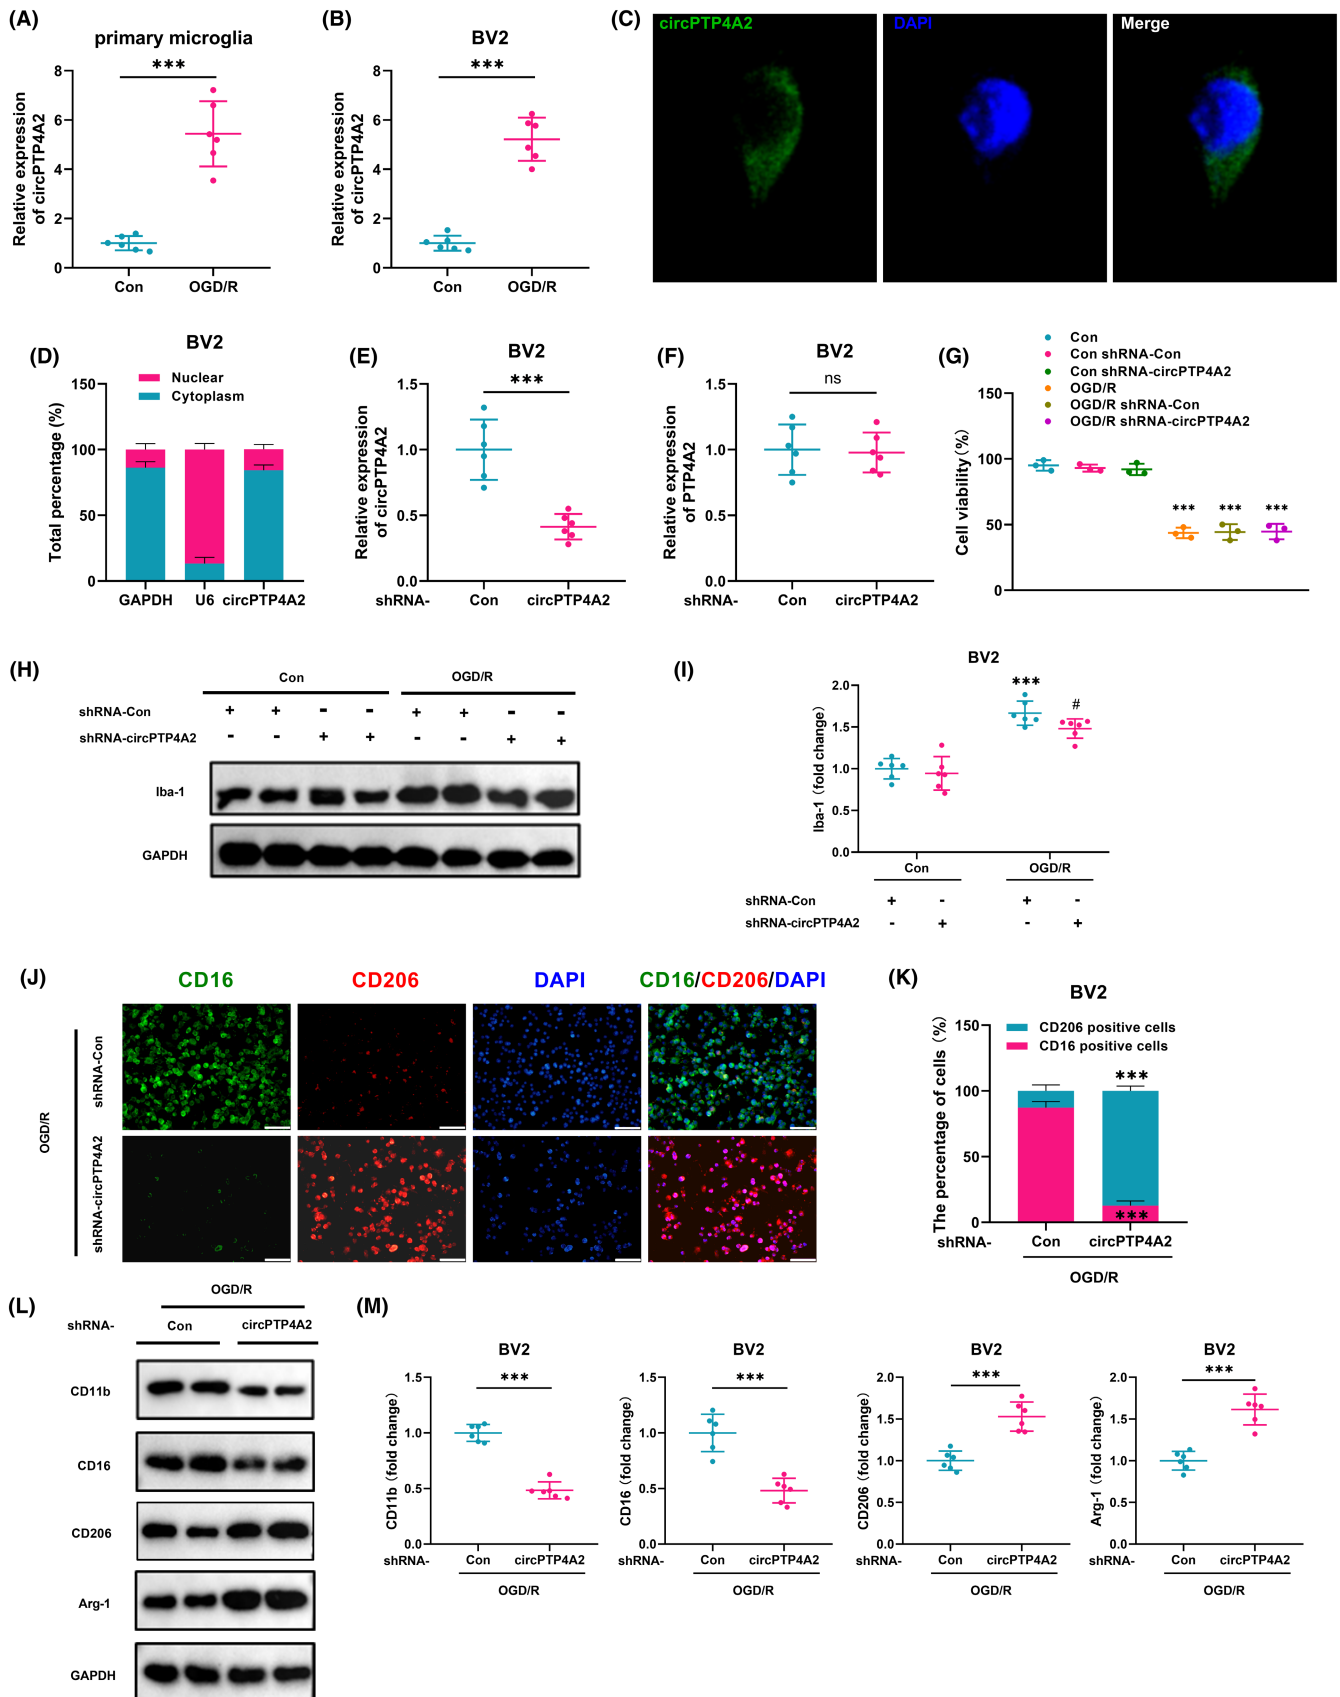 (A)
primary microglia
***
Relative expression
of circPTP4A2
8
6
4
2
0
Con OGD/R
(B)
BV2
***
Relative expression
of circPTP4A2
8
6
4
2
0
Con OGD/R
(C)
circPTP4A2
DAPI
Merge
(D)
BV2
Nuclear
Cytoplasm
Total percentage (%)
150
100
50
0
GAPDH U6 circPTP4A2
(E)
BV2
***
Relative expression
of circPTP4A2
1.5
1.0
0.5
0.0
shRNA- Con circPTP4A2
(F)
BV2
ns
Relative expression
of PTP4A2
1.5
1.0
0.5
0.0
shRNA- Con circPTP4A2
(G)
Con
Con shRNA-Con
Con shRNA-circPTP4A2
OGD/R
OGD/R shRNA-Con
OGD/R shRNA-circPTP4A2
Cell viability (%)
150
100
50
0
*** *** ***
(H)
Con OGD/R
shRNA-Con + + - - + + - -
shRNA-circPTP4A2 - - + + - - + +
Iba-1
GAPDH
(I)
BV2
Iba-1 (fold change)
2.0
1.5
1.0
0.5
0.0
*** #
Con OGD/R
shRNA-Con + - + -
shRNA-circPTP4A2 - + - +
(J)
CD16 CD206 DAPI CD16/CD206/DAPI
OGD/R
shRNA-Con
shRNA-circPTP4A2
(K)
BV2
CD206 positive cells
CD16 positive cells
The percentage of cells (%)
150
100
50
0
***
***
shRNA- Con circPTP4A2
OGD/R
(L)
OGD/R
shRNA- Con circPTP4A2
CD11b
CD16
CD206
Arg-1
GAPDH
(M)
BV2
***
CD11b (fold change)
1.5
1.0
0.5
0.0
shRNA- Con circPTP4A2
OGD/R
BV2
***
CD16 (fold change)
1.5
1.0
0.5
0.0
shRNA- Con circPTP4A2
OGD/R
BV2
***
CD206 (fold change)
2.0
1.5
1.0
0.5
0.0
shRNA- Con circPTP4A2
OGD/R
BV2
***
Arg-1 (fold change)
2.0
1.5
1.0
0.5
0.0
shRNA- Con circPTP4A2
OGD/R